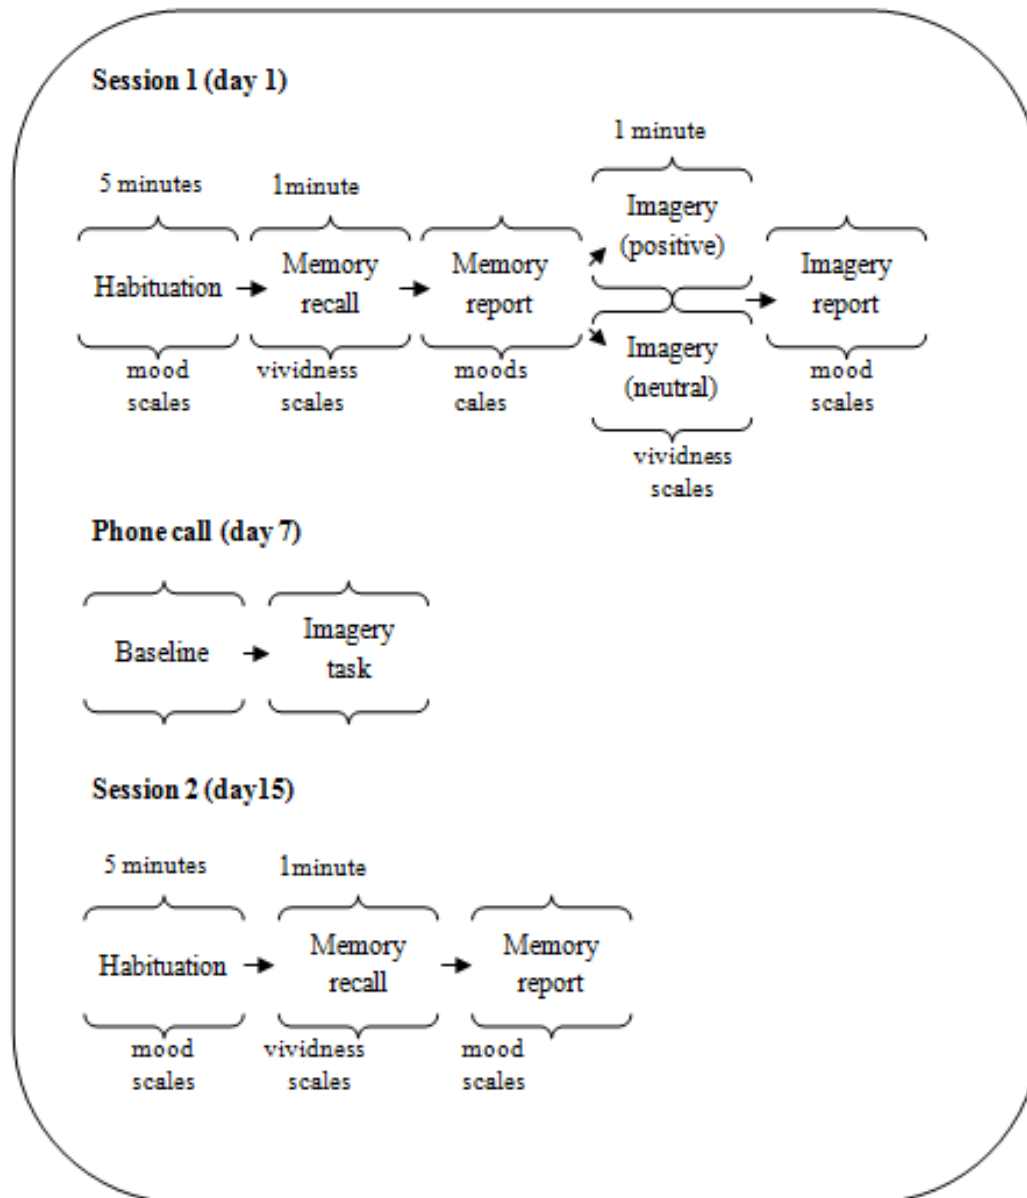 Session 1 (day 1)
1 minute
5 minutes
1minute
Imagery
(positive)
Habituation
Memory
recall
Memory
report
Imagery
report
Imagery
(neutral)
mood
scales
vividness
scales
moods
cales
mood
scales
vividness
scales
Phone call (day 7)
Baseline
Imagery
task
Session 2 (day15)
5 minutes
1minute
Habituation
Memory
recall
Memory
report
mood
scales
vividness
scales
mood
scales